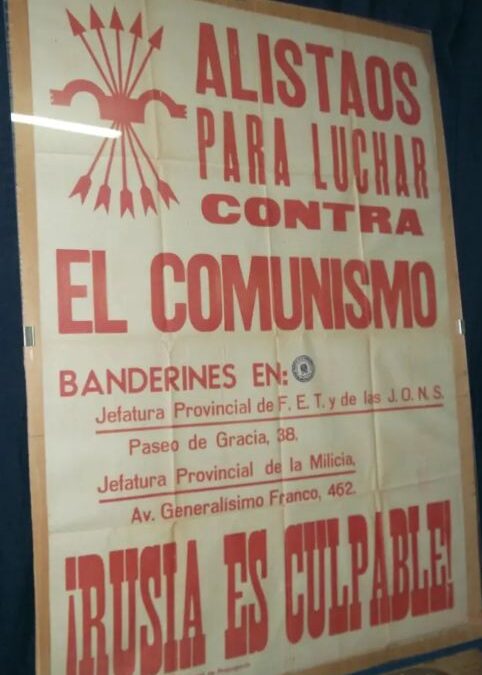 ALISTAOS
PARA LUCHAR
CONTRA
EL COMUNISMO
BANDERINES EN:
Jefatura Provincial de F. E. T. y de las J. O. N. S.
Paseo de Gracia, 38.
Jefatura Provincial de la Milicia,
Av. Generalísimo Franco, 462.
¡RUSIA ES CULPABLE!